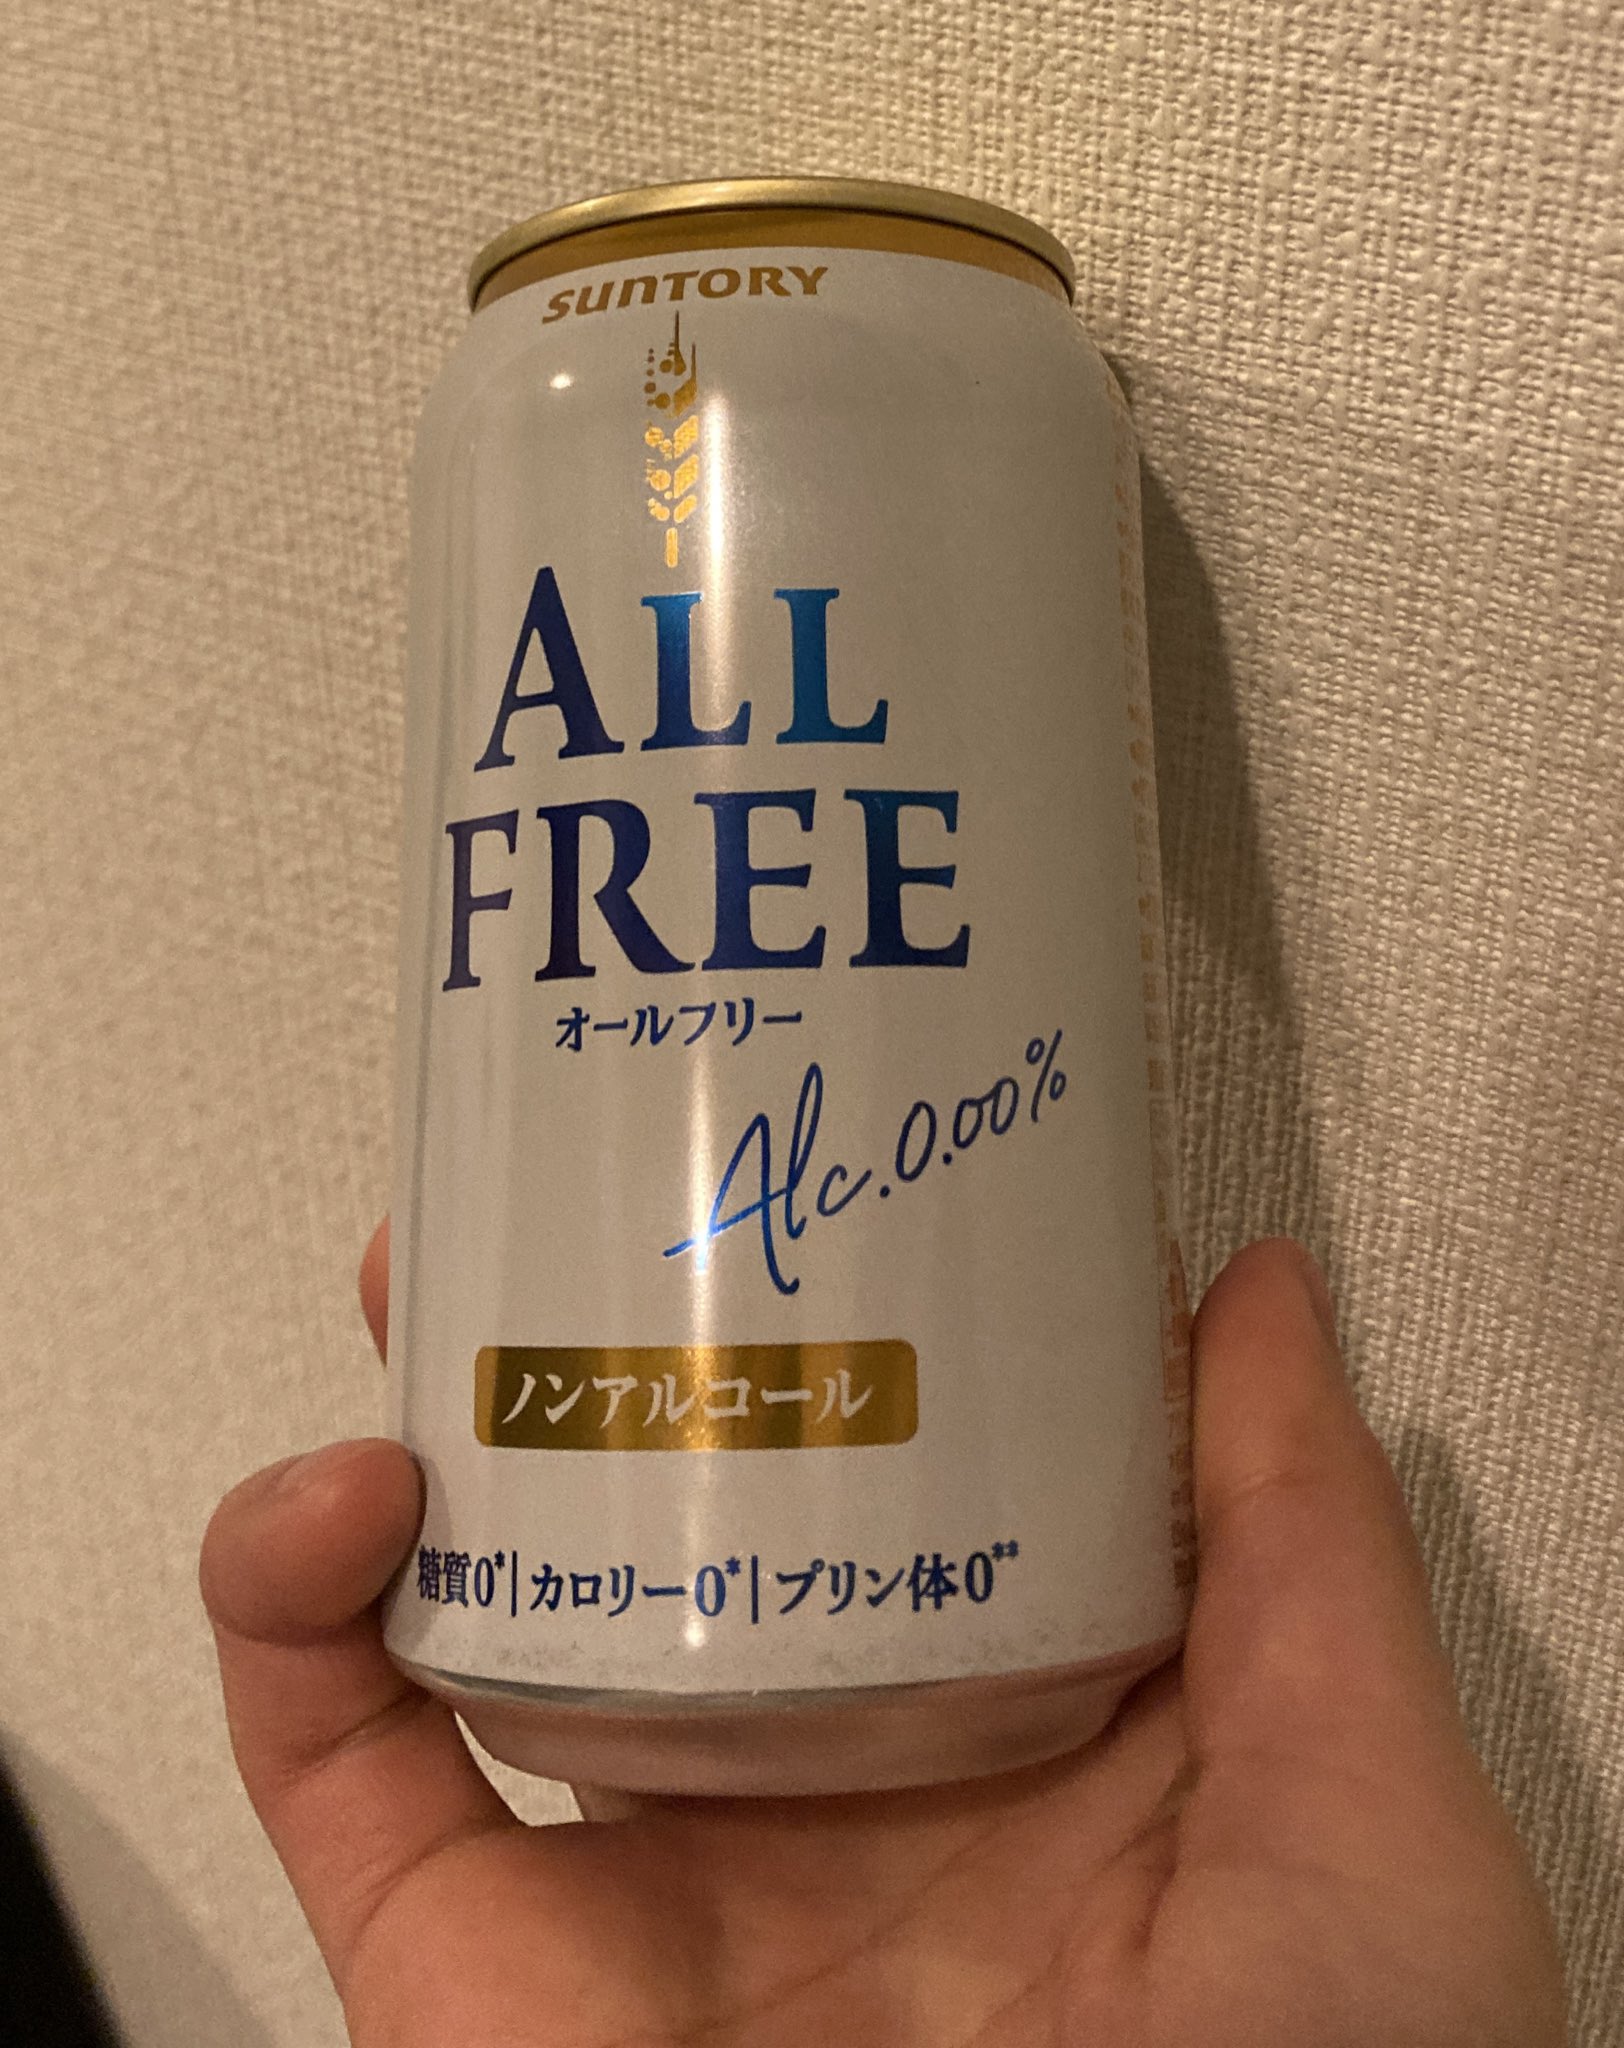 SUNTORY
ALL
FREE
オールフリー
Alc.0.00%
ノンアルコール
糖質0*|カロリー0*|プリン体0**